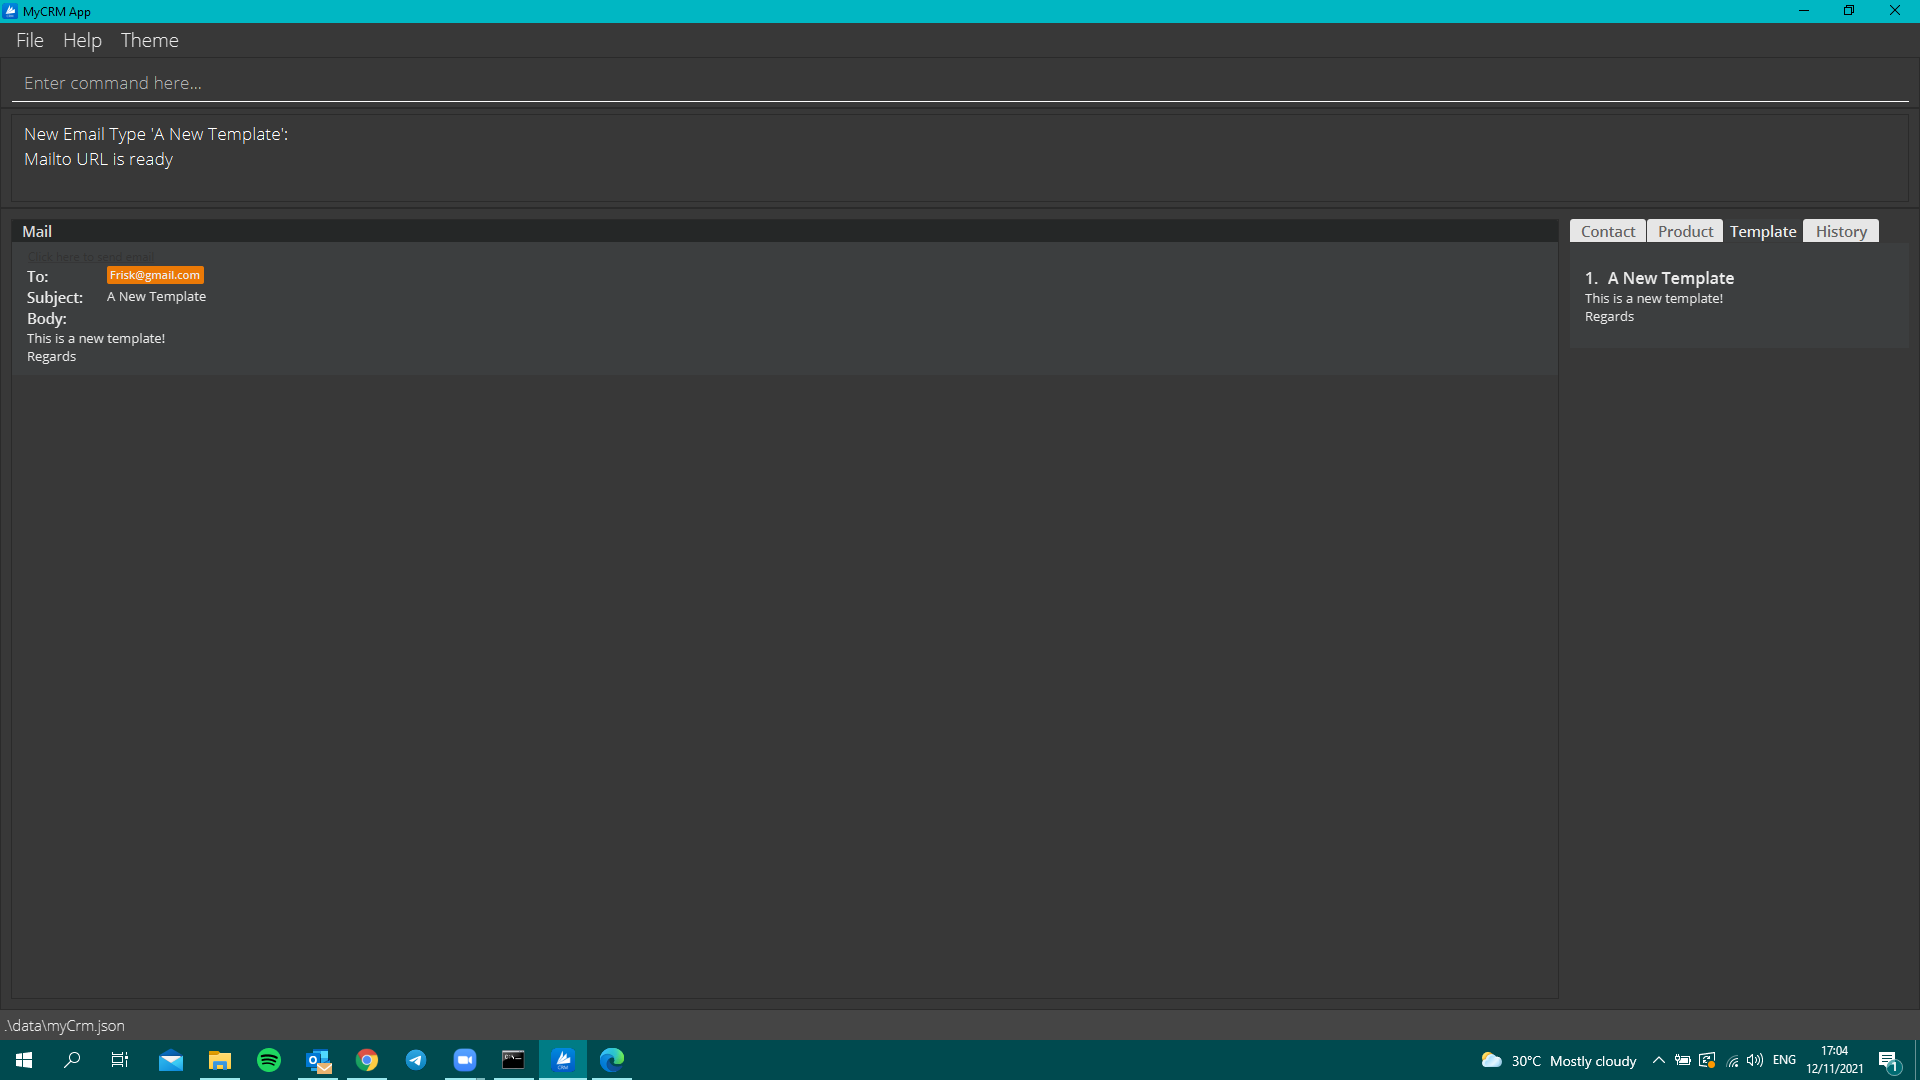 MyCRM App
File Help Theme
Enter command here...
New Email Type 'A New Template':
Mailto URL is ready
Mail
Click here to send email
To: Frisk@gmail.com
Subject: A New Template
Body:
This is a new template!
Regards
Contact Product Template History
1. A New Template
This is a new template!
Regards
.\data\myCrm.json
30°C Mostly cloudy
ENG
17:04
12/11/2021
1